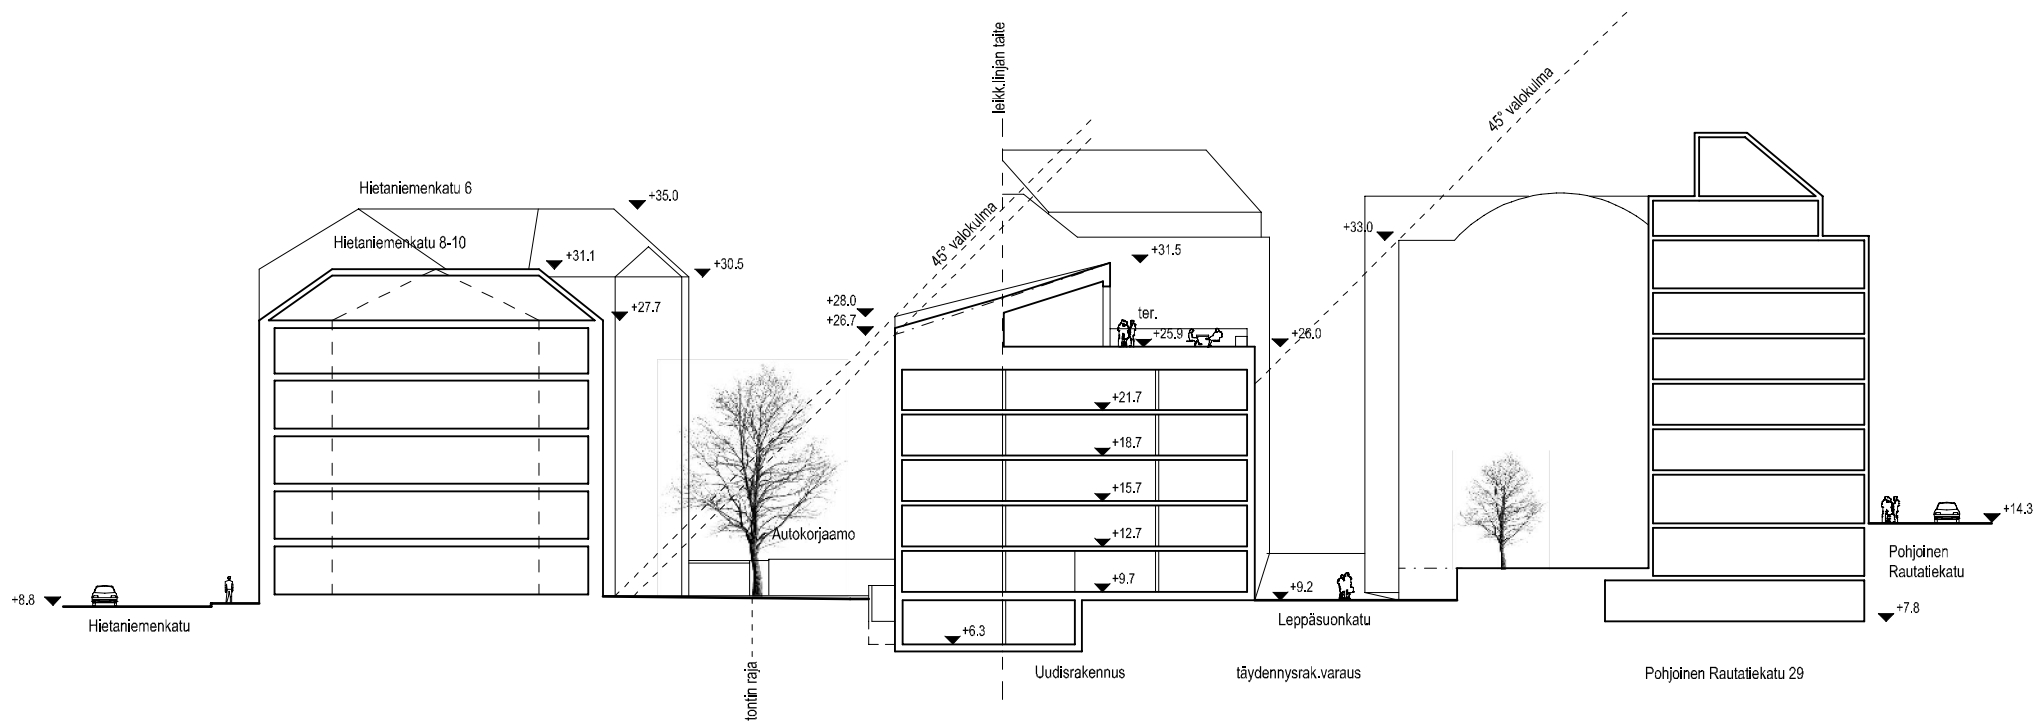 leikk.linjan taite
45° valokulma
Hietaniemenkatu 6
+35.0
45° valokulma
Hietaniemenkatu 8-10
+33.0
+31.1
+30.5
+31.5
+28.0
+27.7
+26.7
ter.
+25.9
+26.0
+21.7
+18.7
+15.7
+14.3
Autokorjaamo
+12.7
Pohjoinen
Rautatiekatu
+9.7
+8.8
+9.2
+7.8
Hietaniemenkatu
Leppäsuonkatu
+6.3
tontin raja
Uudisrakennus
täydennysrak.varaus
Pohjoinen Rautatiekatu 29